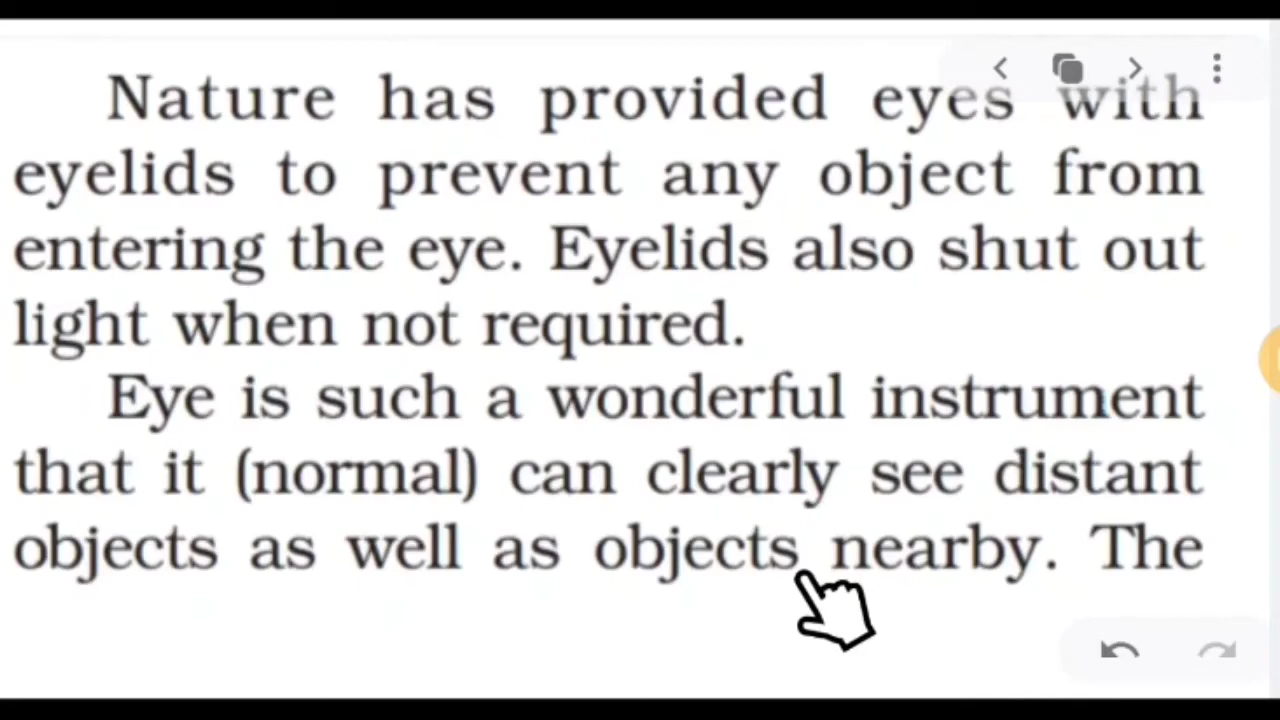 Nature has provided eyes with
eyelids to prevent any object from
entering the eye. Eyelids also shut out
light when not required.
Eye is such a wonderful instrument
that it (normal) can clearly see distant
objects as well as objects nearby. The